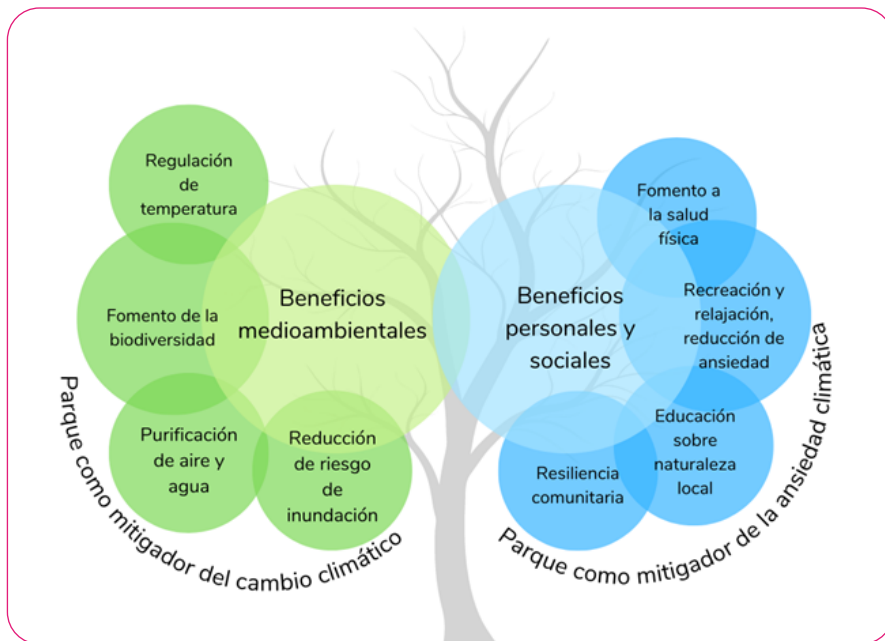 Regulación
de
temperatura
Fomento de la
biodiversidad
Beneficios
medioambientales
Purificación
de aire y
agua
Reducción
de riesgo
de
inundación
Parque como mitigador del cambio climático
Fomento a
la salud
física
Beneficios
personales y
sociales
Recreación y
relajación,
reducción de
ansiedad
Educación
sobre
naturaleza
local
Resiliencia
comunitaria
Parque como mitigador de la ansiedad climática